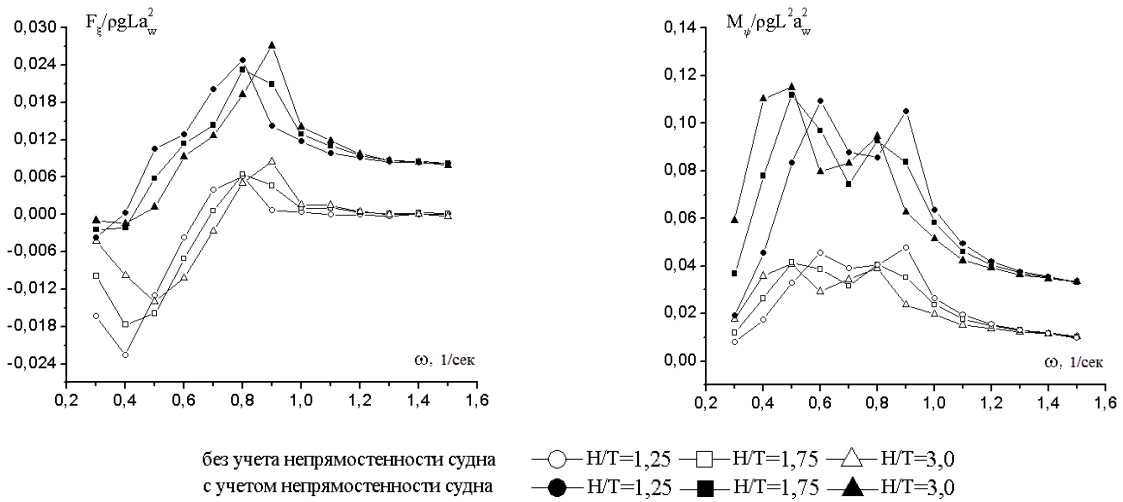 F_ξ/ρgLa_w^2
0,030
0,024
0,018
0,012
0,006
0,000
-0,006
-0,012
-0,018
-0,024
ω, 1/сек
0,2 0,4 0,6 0,8 1,0 1,2 1,4 1,6
M_ψ/ρgL^2a_w^2
0,14
0,12
0,10
0,08
0,06
0,04
0,02
0,00
ω, 1/сек
0,2 0,4 0,6 0,8 1,0 1,2 1,4 1,6
без учета непрямостенности судна H/T=1,25 H/T=1,75 H/T=3,0
с учетом непрямостенности судна H/T=1,25 H/T=1,75 H/T=3,0